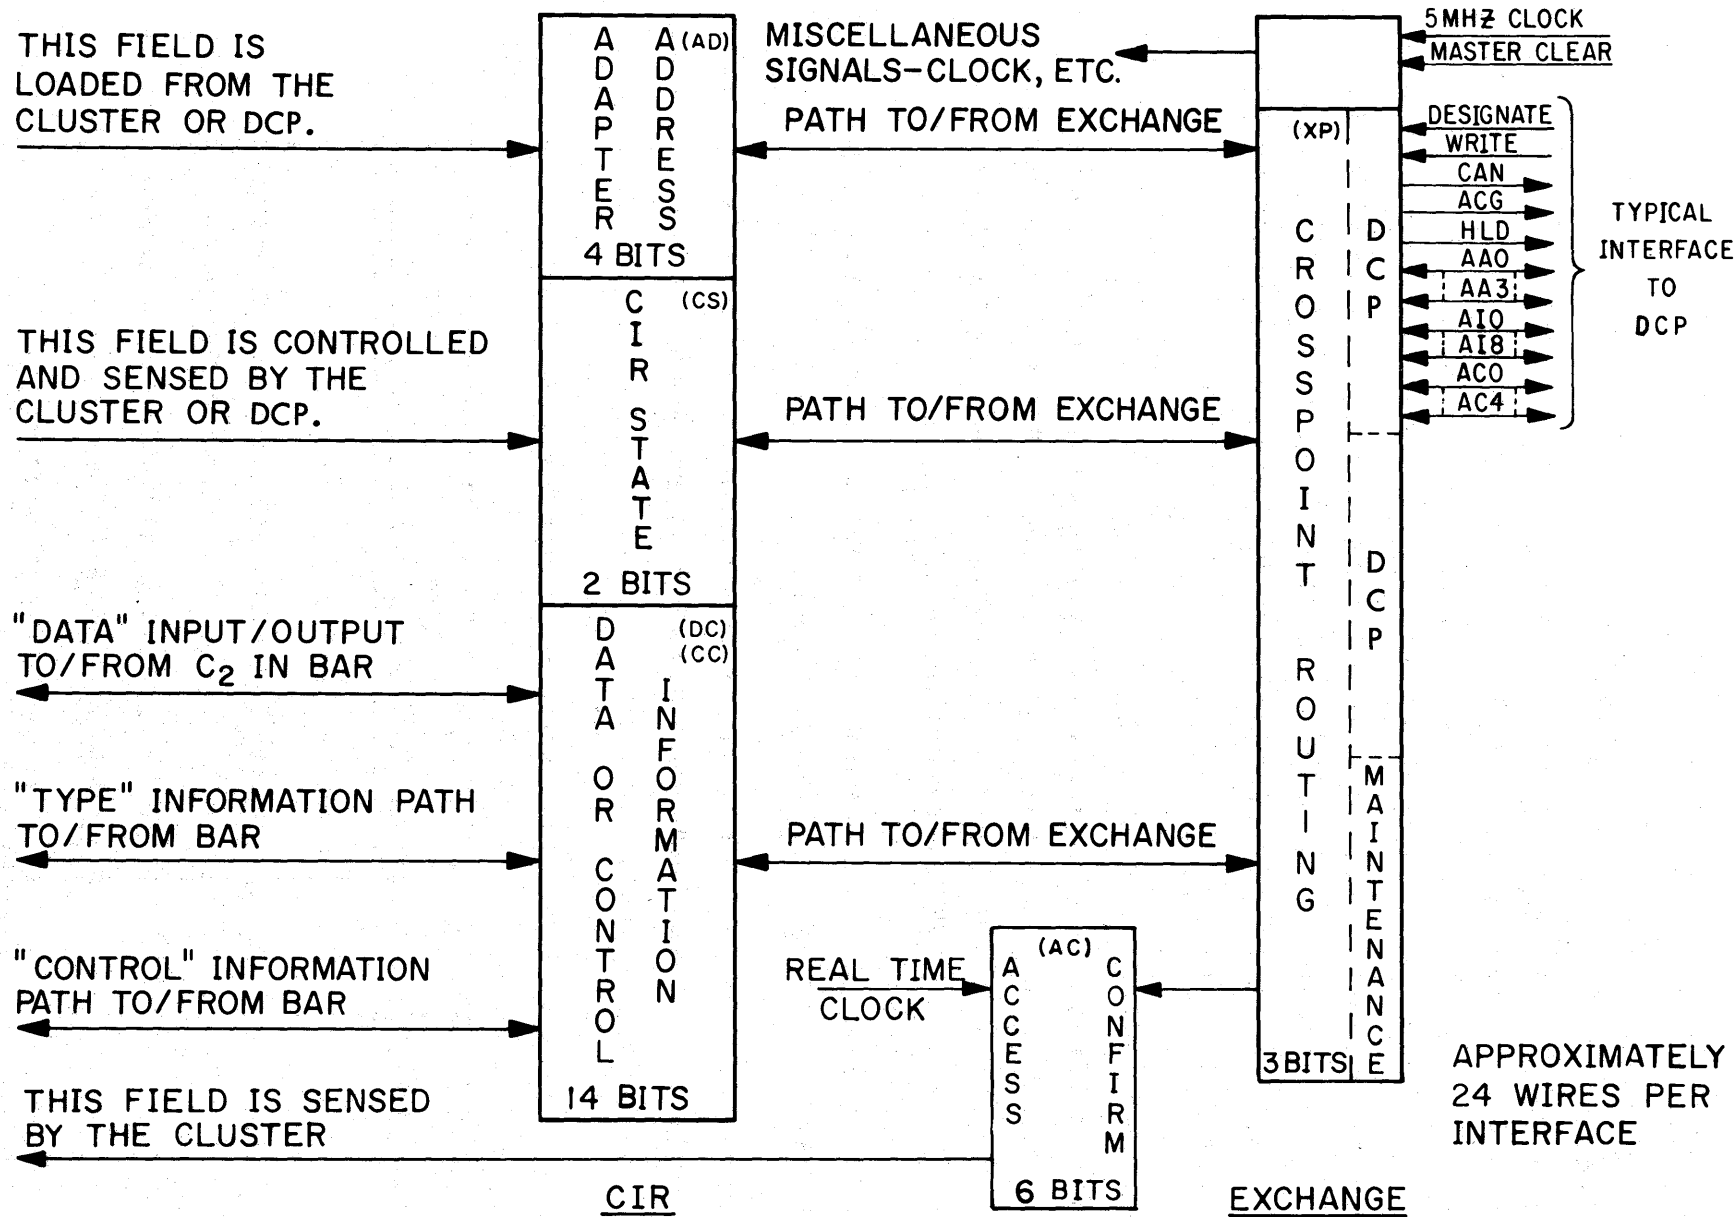 THIS FIELD IS
LOADED FROM THE
CLUSTER OR DCP.
THIS FIELD IS CONTROLLED
AND SENSED BY THE
CLUSTER OR DCP.
"DATA" INPUT/OUTPUT
TO/FROM C2 IN BAR
"TYPE" INFORMATION PATH
TO/FROM BAR
"CONTROL" INFORMATION
PATH TO/FROM BAR
THIS FIELD IS SENSED
BY THE CLUSTER
ADAPTER
ADDRESS
(AD)
4 BITS
CIR STATE
(CS)
2 BITS
DATA OR CONTROL
INFORMATION
(DC)
(CC)
14 BITS
CIR
MISCELLANEOUS
SIGNALS-CLOCK, ETC.
PATH TO/FROM EXCHANGE
PATH TO/FROM EXCHANGE
PATH TO/FROM EXCHANGE
REAL TIME
CLOCK
(AC)
ACCESS
CONFIRM
6 BITS
(XP)
CROSSPOINT ROUTING
3 BITS
DCP
DCP
MAINTENANCE
EXCHANGE
5MHZ CLOCK
MASTER CLEAR
DESIGNATE
WRITE
CAN
ACG
HLD
AA0
AA3
AI0
AI8
AC0
AC4
TYPICAL
INTERFACE
TO
DCP
APPROXIMATELY
24 WIRES PER
INTERFACE